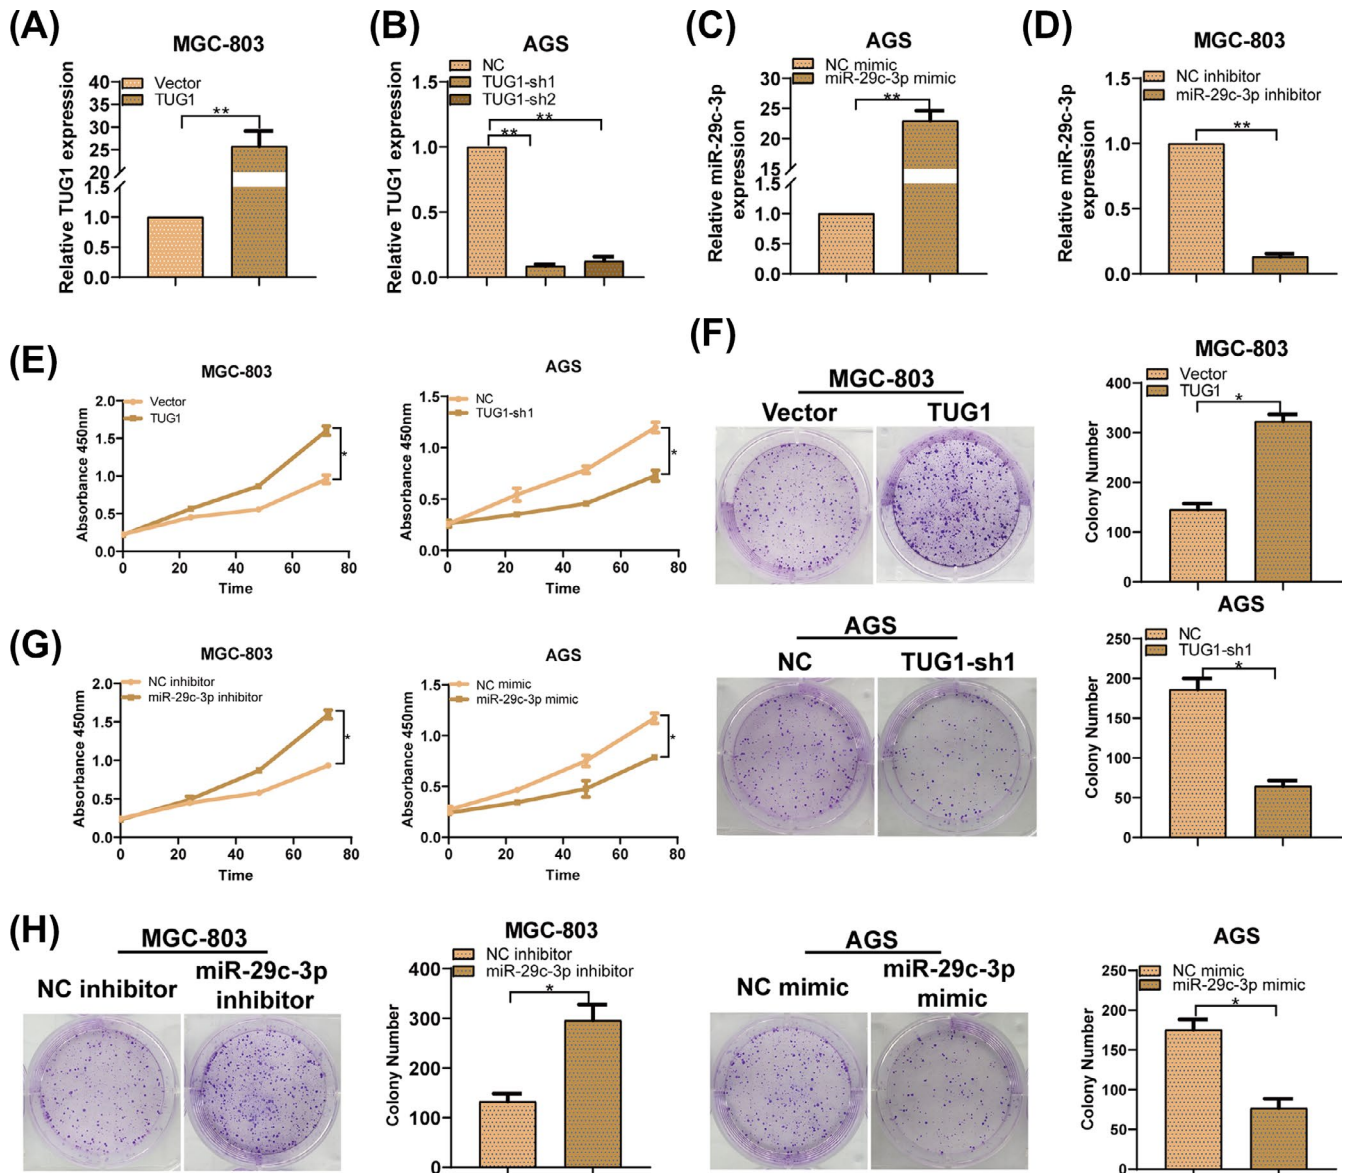 (A)
MGC-803
Relative TUG1 expression
Vector
TUG1
**
40
35
30
25
20
1.5
1.0
0.5
0.0
(B)
AGS
Relative TUG1 expression
NC
TUG1-sh1
TUG1-sh2
**
**
1.0
0.5
0.0
(C)
AGS
Relative miR-29c-3p
expression
NC mimic
miR-29c-3p mimic
**
30
25
20
15
1.5
1.0
0.5
0.0
(D)
MGC-803
Relative miR-29c-3p
expression
NC inhibitor
miR-29c-3p inhibitor
**
1.5
1.0
0.5
0.0
(E)
MGC-803
Absorbance 450nm
Vector
TUG1
*
2.0
1.5
1.0
0.5
0.0
0 20 40 60 80
Time
AGS
Absorbance 450nm
NC
TUG1-sh1
*
1.5
1.0
0.5
0.0
0 20 40 60 80
Time
(F)
MGC-803
Vector TUG1
MGC-803
Colony Number
Vector
TUG1
*
400
300
200
100
0
AGS
NC TUG1-sh1
AGS
Colony Number
NC
TUG1-sh1
*
250
200
150
100
50
0
(G)
MGC-803
Absorbance 450nm
NC inhibitor
miR-29c-3p inhibitor
*
2.0
1.5
1.0
0.5
0.0
0 20 40 60 80
Time
AGS
Absorbance 450nm
NC mimic
miR-29c-3p mimic
*
1.5
1.0
0.5
0.0
0 20 40 60 80
Time
(H)
MGC-803
NC inhibitor
miR-29c-3p
inhibitor
MGC-803
Colony Number
NC inhibitor
miR-29c-3p inhibitor
*
400
300
200
100
0
AGS
NC mimic
miR-29c-3p
mimic
AGS
Colony Number
NC mimic
miR-29c-3p mimic
*
250
200
150
100
50
0